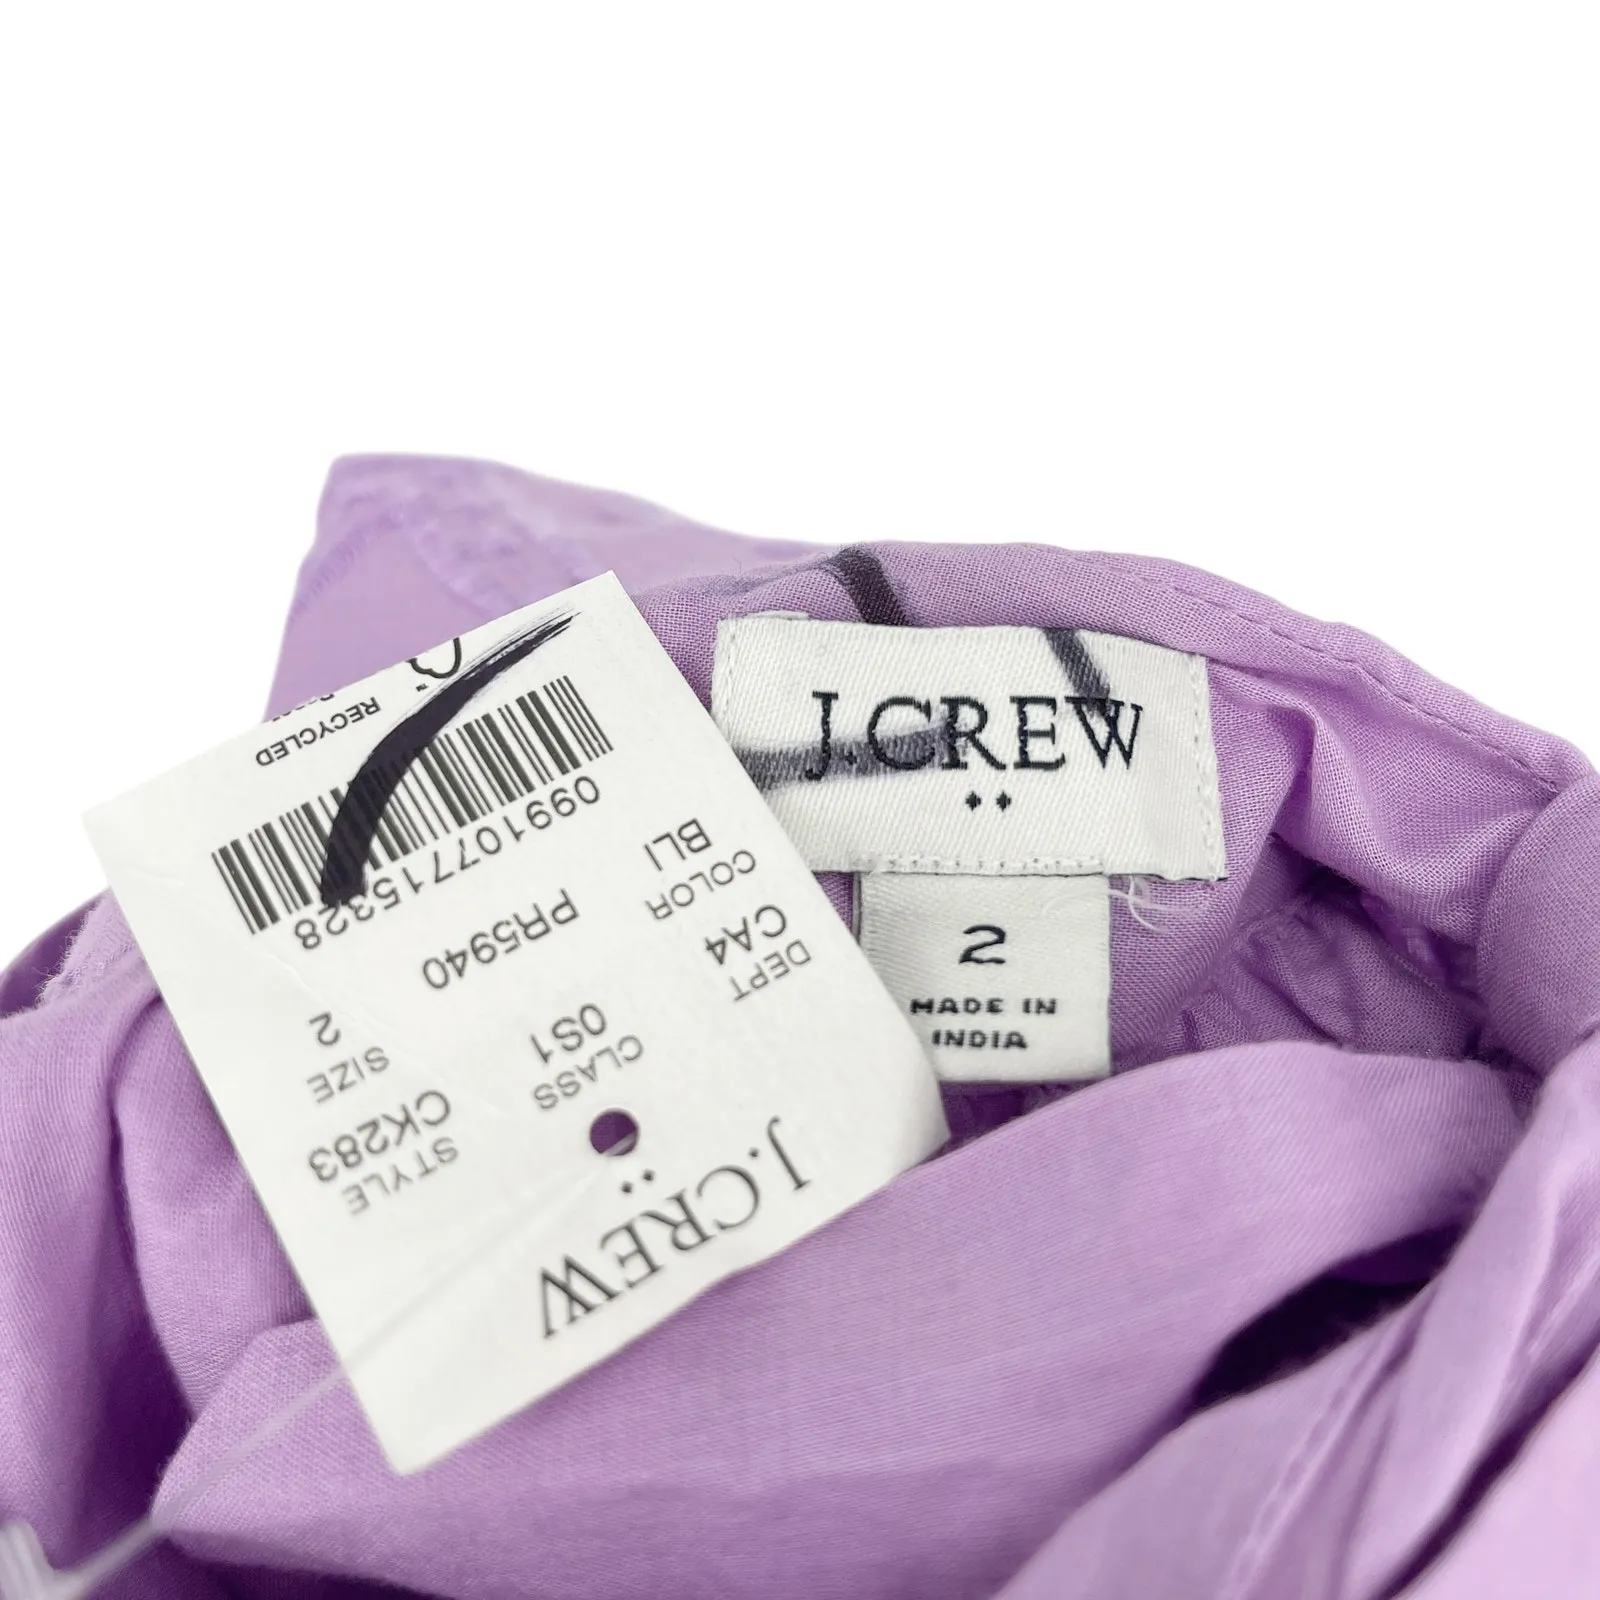 J.CREW
2
MADE IN
INDIA
J.CREW
STYLE CLASS DEPT
CK283 0S1 CA4
SIZE COLOR
2 PR5940 BLI
099107715328
RECYCLED